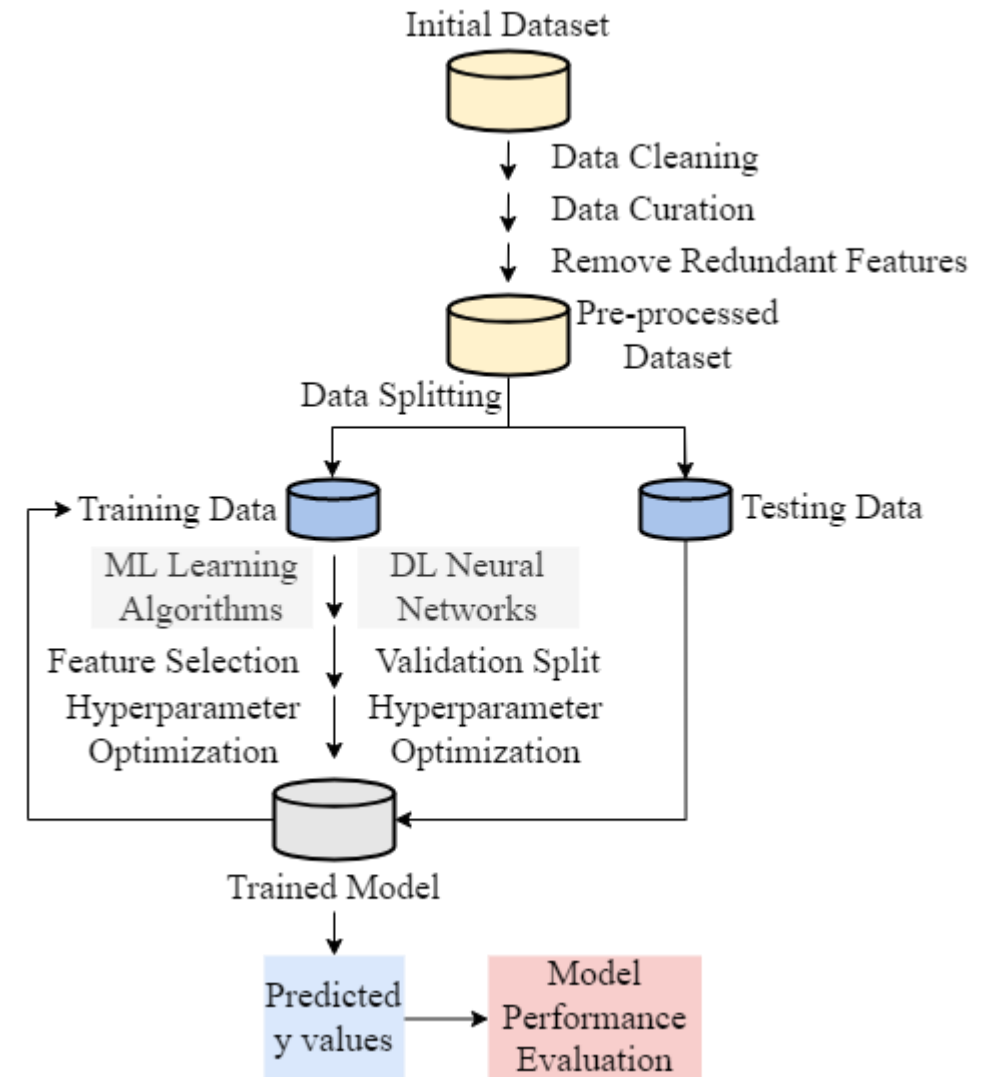 Initial Dataset
Data Cleaning
Data Curation
Remove Redundant Features
Pre-processed
Dataset
Data Splitting
Training Data
Testing Data
ML Learning
Algorithms
DL Neural
Networks
Feature Selection
Validation Split
Hyperparameter
Optimization
Hyperparameter
Optimization
Trained Model
Predicted
y values
Model
Performance
Evaluation